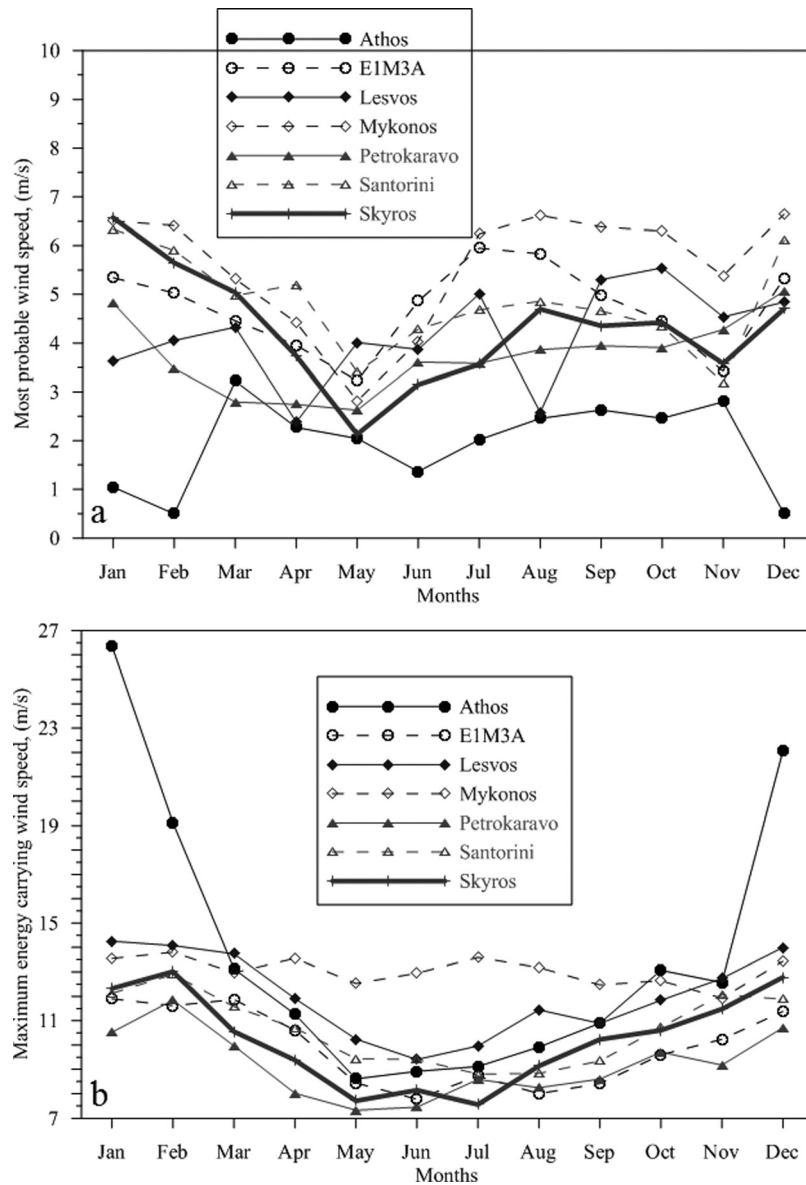 Athos
E1M3A
Lesvos
Mykonos
Petrokaravo
Santorini
Skyros
10
9
8
7
6
5
4
3
2
1
0
Most probable wind speed, (m/s)
a
Jan Feb Mar Apr May Jun Jul Aug Sep Oct Nov Dec
Months
27
23
19
15
11
7
Maximum energy carrying wind speed, (m/s)
Athos
E1M3A
Lesvos
Mykonos
Petrokaravo
Santorini
Skyros
b
Jan Feb Mar Apr May Jun Jul Aug Sep Oct Nov Dec
Months